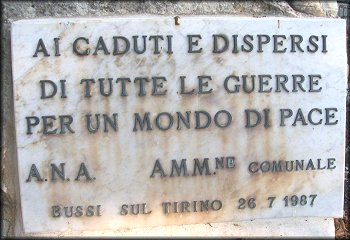 AI CADUTI E DISPERSI
DI TUTTE LE GUERRE
PER UN MONDO DI PACE
A.N.A. AMM.NE COMUNALE
BUSSI SUL TIRINO 26 7 1987